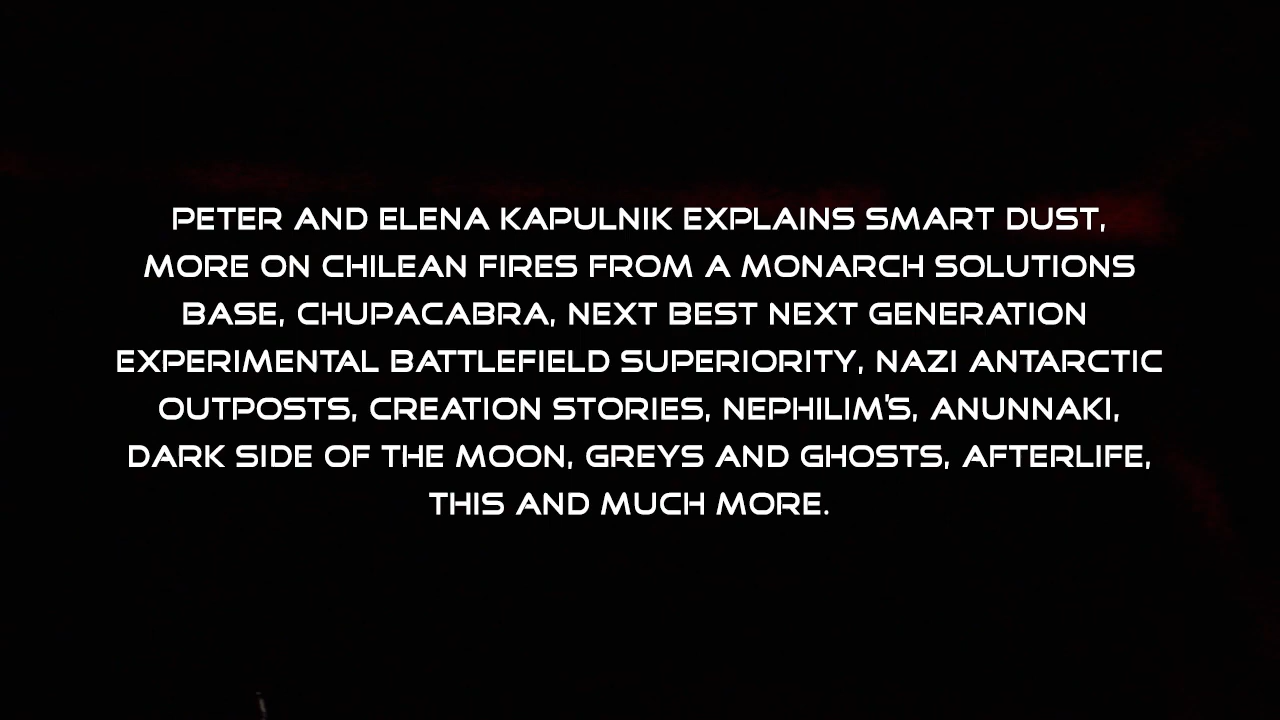 PETER AND ELENA KAPULNIK EXPLAINS SMART DUST,
MORE ON CHILEAN FIRES FROM A MONARCH SOLUTIONS
BASE, CHUPACABRA, NEXT BEST NEXT GENERATION
EXPERIMENTAL BATTLEFIELD SUPERIORITY, NAZI ANTARCTIC
OUTPOSTS, CREATION STORIES, NEPHILIM'S, ANUNNAKI,
DARK SIDE OF THE MOON, GREYS AND GHOSTS, AFTERLIFE,
THIS AND MUCH MORE.